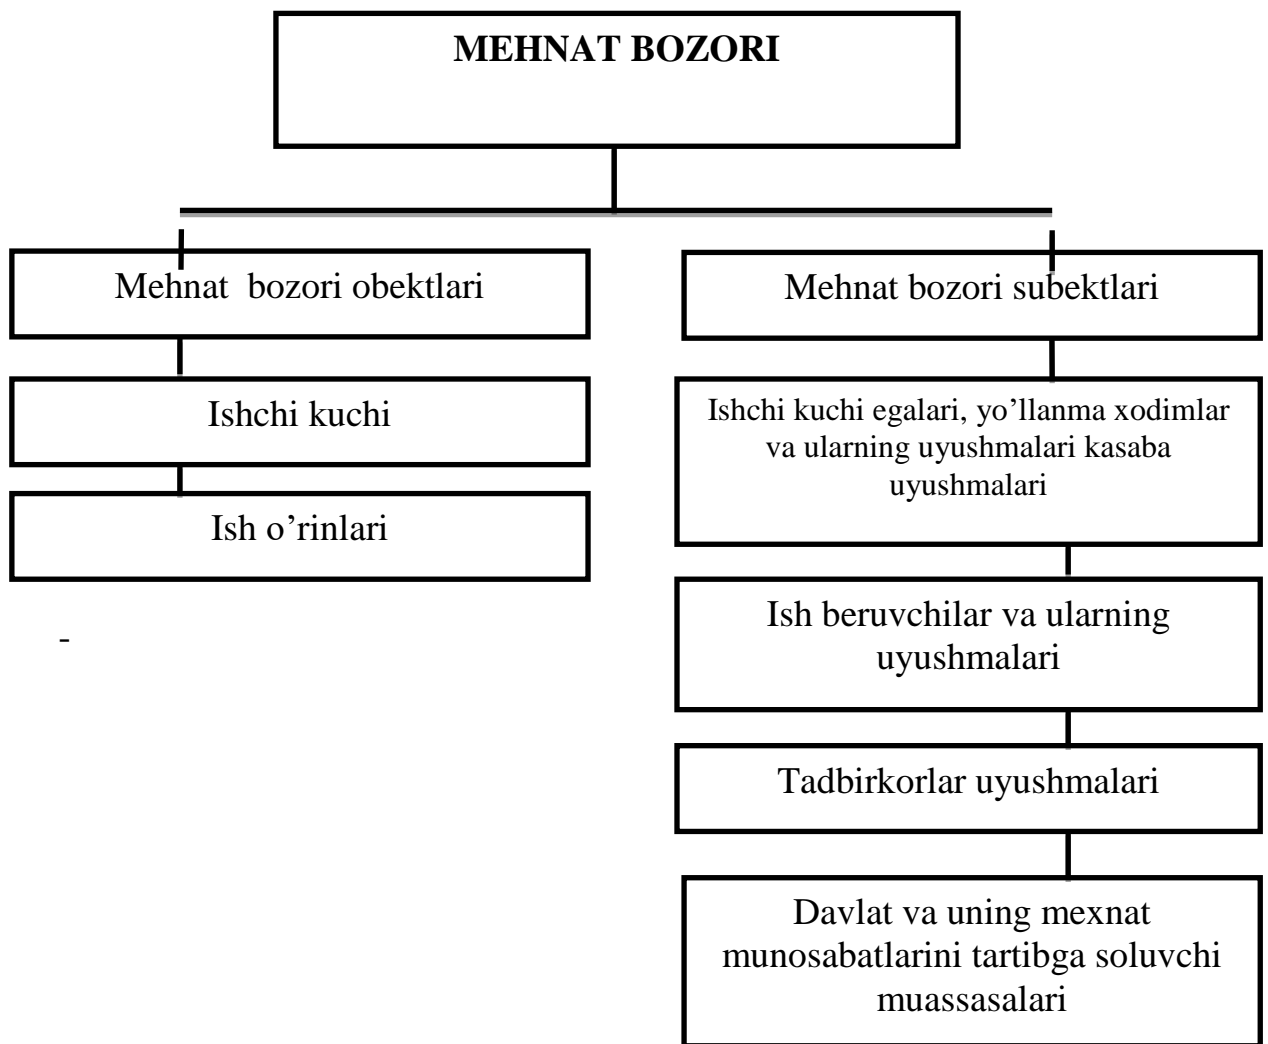 MEHNAT BOZORI
Mehnat  bozori obektlari
Ishchi kuchi
Ish o’rinlari
-
Mehnat bozori subektlari
Ishchi kuchi egalari, yo’llanma xodimlar
va ularning uyushmalari kasaba
uyushmalari
Ish beruvchilar va ularning
uyushmalari
Tadbirkorlar uyushmalari
Davlat va uning mexnat
munosabatlarini tartibga soluvchi
muassasalari